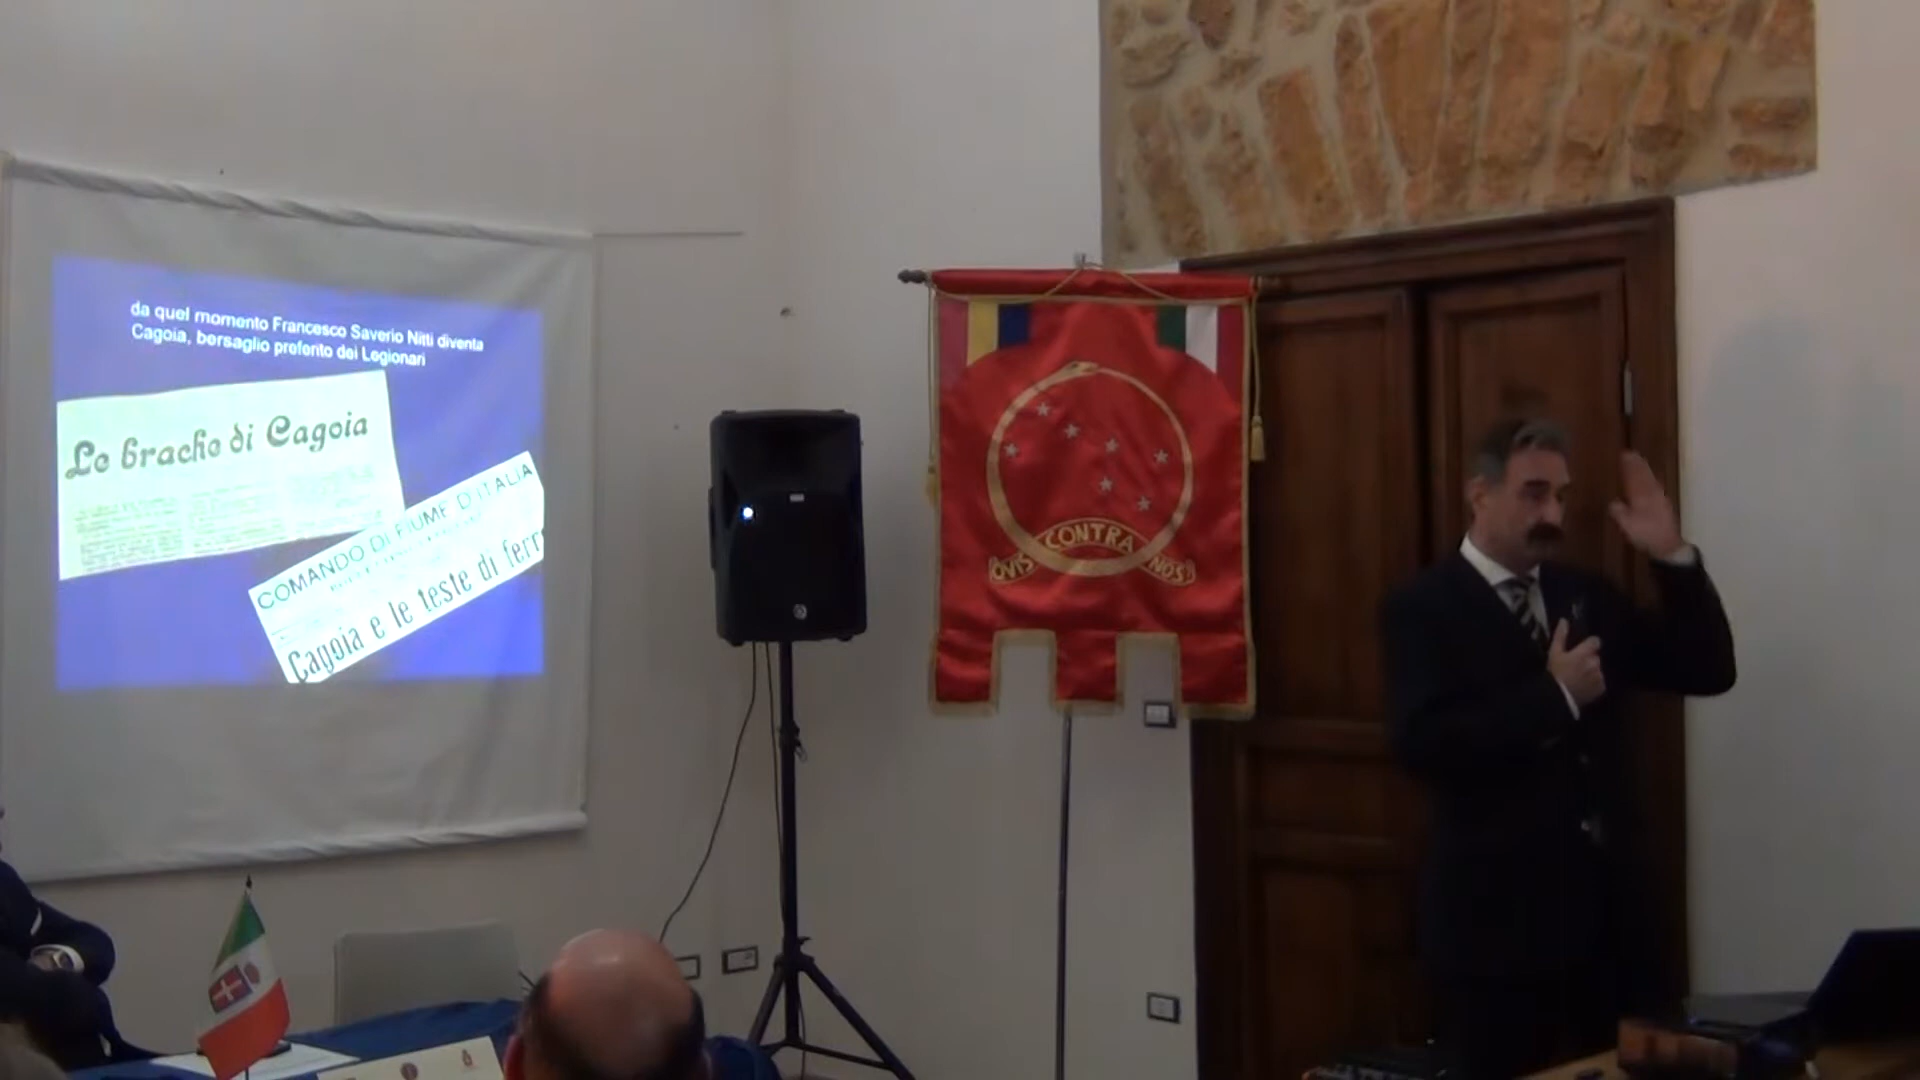 da quel momento Francesco Saverio Nitti diventa
Cagoia, bersaglio preferito dei Legionari
Le brache di Cagoia
COMANDO DI FIUME D'ITALIA
Cagoia e le teste di ferr
QVIS CONTRA NOS